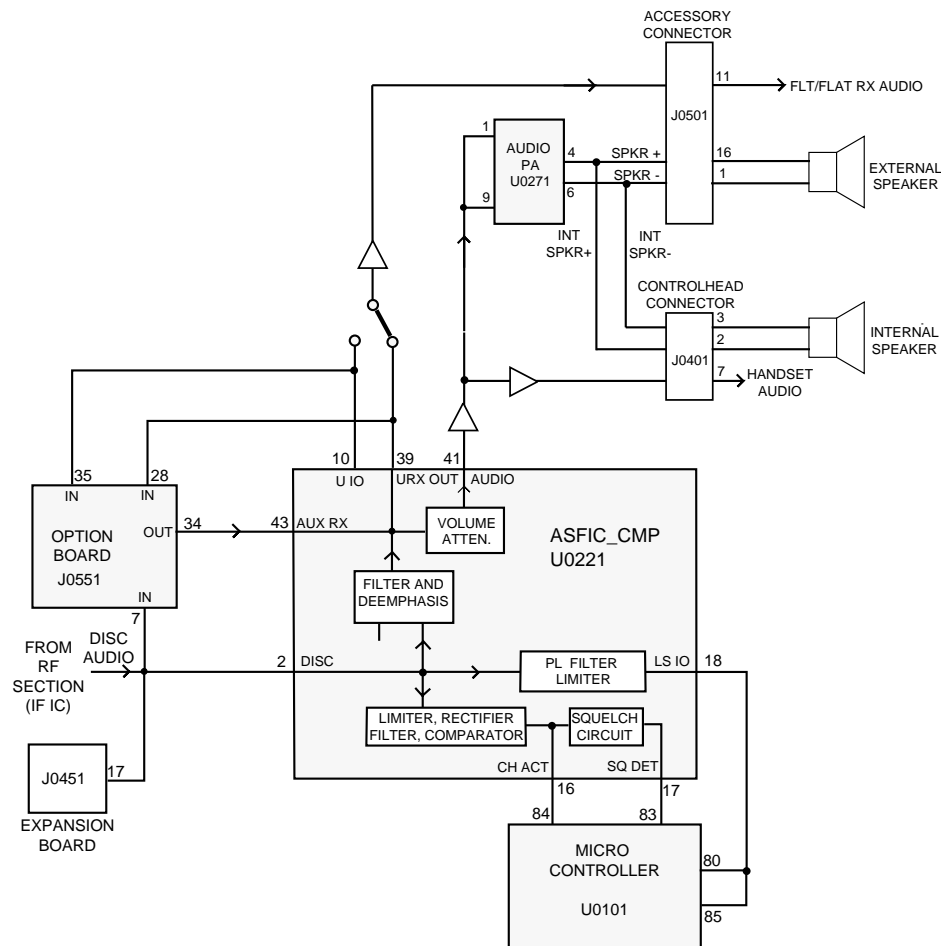 ACCESSORY
CONNECTOR
11
FLT/FLAT RX AUDIO
J0501
1
AUDIO
PA
U0271
4
SPKR +
16
EXTERNAL
SPEAKER
SPKR -
1
6
9
INT
SPKR+
INT
SPKR-
CONTROLHEAD
CONNECTOR
3
INTERNAL
SPEAKER
2
J0401
7
HANDSET
AUDIO
35
28
10
39
41
IN
IN
U IO
URX OUT
AUDIO
OPTION
BOARD
J0551
OUT
34
43
AUX RX
VOLUME
ATTEN.
ASFIC_CMP
U0221
IN
7
FILTER AND
DEEMPHASIS
FROM
RF
SECTION
(IF IC)
DISC
AUDIO
2
DISC
PL FILTER
LIMITER
LS IO
18
LIMITER, RECTIFIER
FILTER, COMPARATOR
SQUELCH
CIRCUIT
J0451
17
EXPANSION
BOARD
CH ACT
SQ DET
16
17
84
83
MICRO
CONTROLLER
U0101
80
85